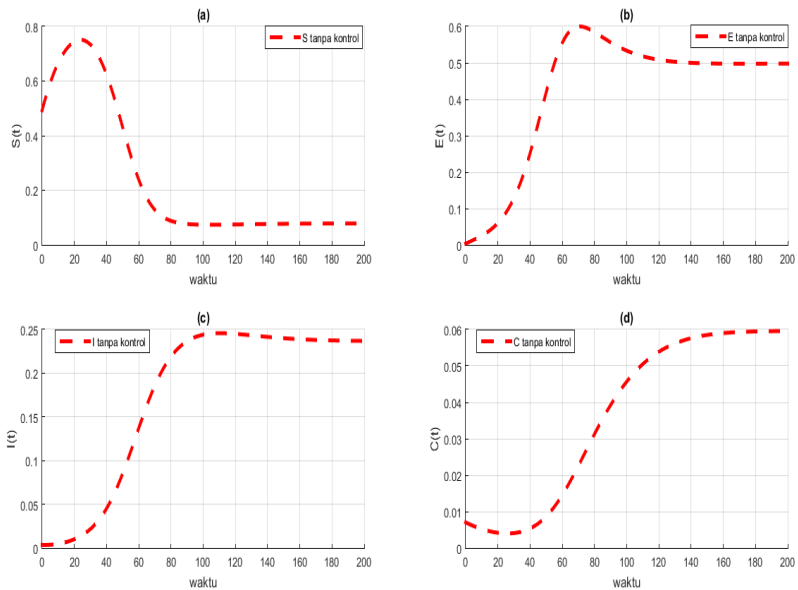 (a)
S tanpa kontrol
0.8
0.6
0.4
0.2
0
S(t)
0 20 40 60 80 100 120 140 160 180 200
waktu
(b)
E tanpa kontrol
0.6
0.5
0.4
0.3
0.2
0.1
0
E(t)
0 20 40 60 80 100 120 140 160 180 200
waktu
(c)
I tanpa kontrol
0.25
0.2
0.15
0.1
0.05
0
I(t)
0 20 40 60 80 100 120 140 160 180 200
waktu
(d)
C tanpa kontrol
0.06
0.05
0.04
0.03
0.02
0.01
0
C(t)
0 20 40 60 80 100 120 140 160 180 200
waktu